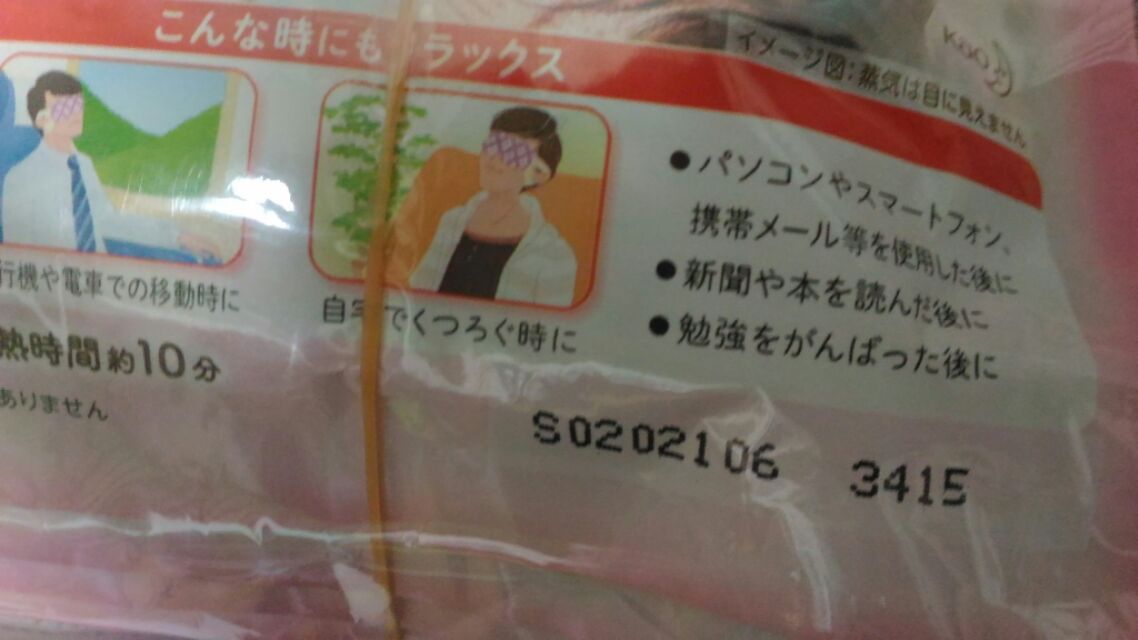 こんな時にもリラックス
イメージ図：蒸気は目に見えません
Kao
行機や電車での移動時に
自宅でくつろぐ時に
●パソコンやスマートフォン、
携帯メール等を使用した後に
●新聞や本を読んだ後に
●勉強をがんばった後に
熱時間 約10分
ありません
S0202106 3415